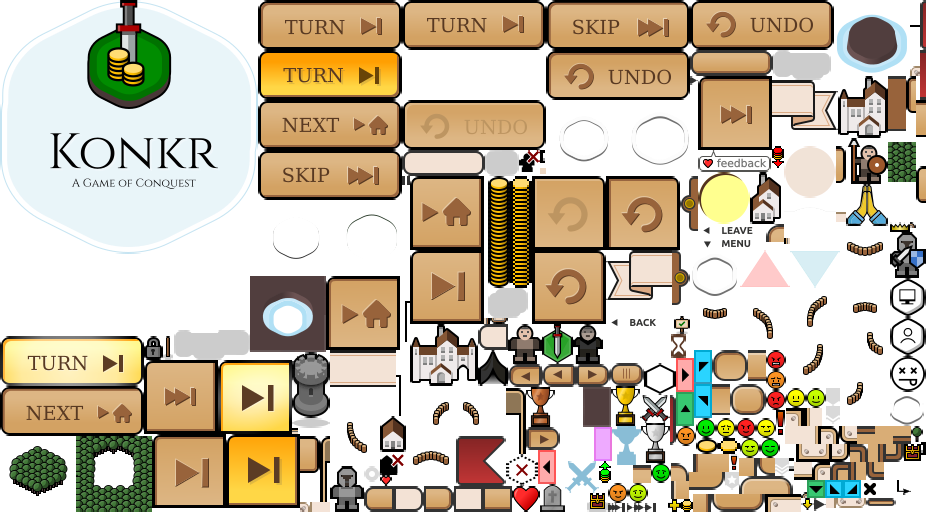 TURN
TURN
SKIP
UNDO
TURN
UNDO
NEXT
UNDO
KONKR
A GAME OF CONQUEST
SKIP
feedback
LEAVE
MENU
BACK
TURN
NEXT